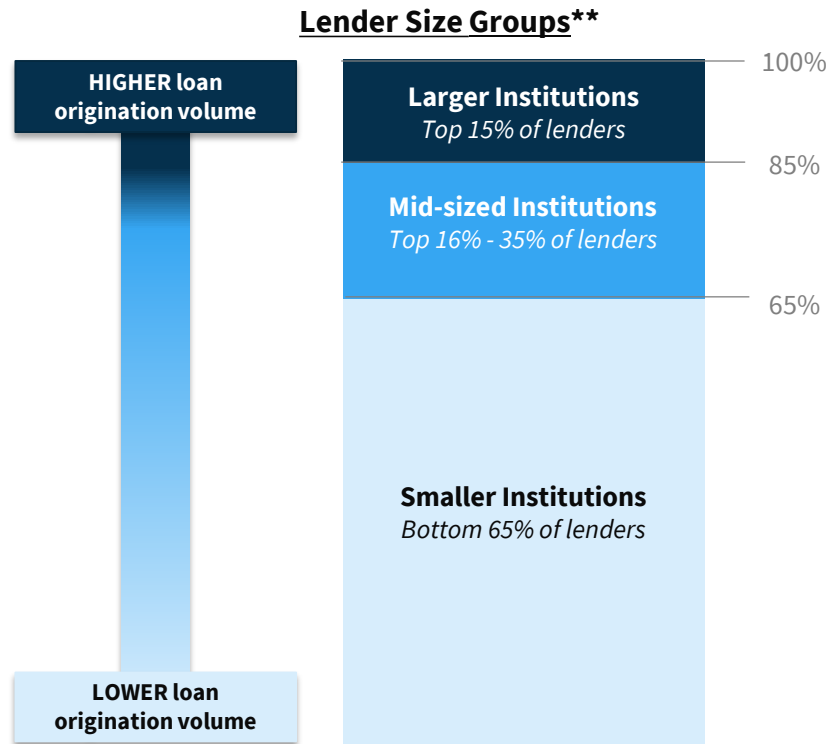 Lender Size Groups**
HIGHER loan
origination volume
Larger Institutions
Top 15% of lenders
100%
85%
Mid-sized Institutions
Top 16% - 35% of lenders
65%
Smaller Institutions
Bottom 65% of lenders
LOWER loan
origination volume